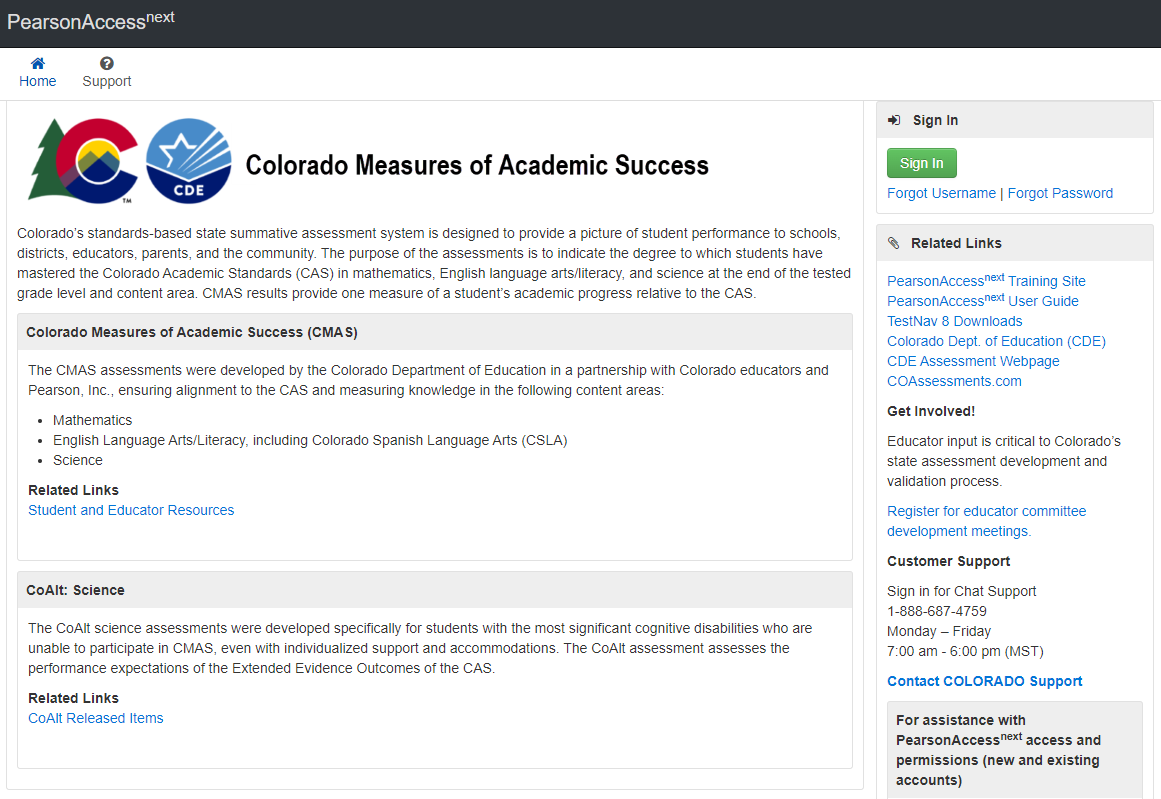 PearsonAccessnext
Home
Support
CDE
TM
Colorado Measures of Academic Success
Colorado’s standards-based state summative assessment system is designed to provide a picture of student performance to schools,
districts, educators, parents, and the community. The purpose of the assessments is to indicate the degree to which students have
mastered the Colorado Academic Standards (CAS) in mathematics, English language arts/literacy, and science at the end of the tested
grade level and content area. CMAS results provide one measure of a student’s academic progress relative to the CAS.
Colorado Measures of Academic Success (CMAS)
The CMAS assessments were developed by the Colorado Department of Education in a partnership with Colorado educators and
Pearson, Inc., ensuring alignment to the CAS and measuring knowledge in the following content areas:
• Mathematics
• English Language Arts/Literacy, including Colorado Spanish Language Arts (CSLA)
• Science
Related Links
Student and Educator Resources
CoAlt: Science
The CoAlt science assessments were developed specifically for students with the most significant cognitive disabilities who are
unable to participate in CMAS, even with individualized support and accommodations. The CoAlt assessment assesses the
performance expectations of the Extended Evidence Outcomes of the CAS.
Related Links
CoAlt Released Items
Sign In
Sign In
Forgot Username | Forgot Password
Related Links
PearsonAccessnext Training Site
PearsonAccessnext User Guide
TestNav 8 Downloads
Colorado Dept. of Education (CDE)
CDE Assessment Webpage
COAssessments.com
Get Involved!
Educator input is critical to Colorado’s
state assessment development and
validation process.
Register for educator committee
development meetings.
Customer Support
Sign in for Chat Support
1-888-687-4759
Monday – Friday
7:00 am - 6:00 pm (MST)
Contact COLORADO Support
For assistance with
PearsonAccessnext access and
permissions (new and existing
accounts)